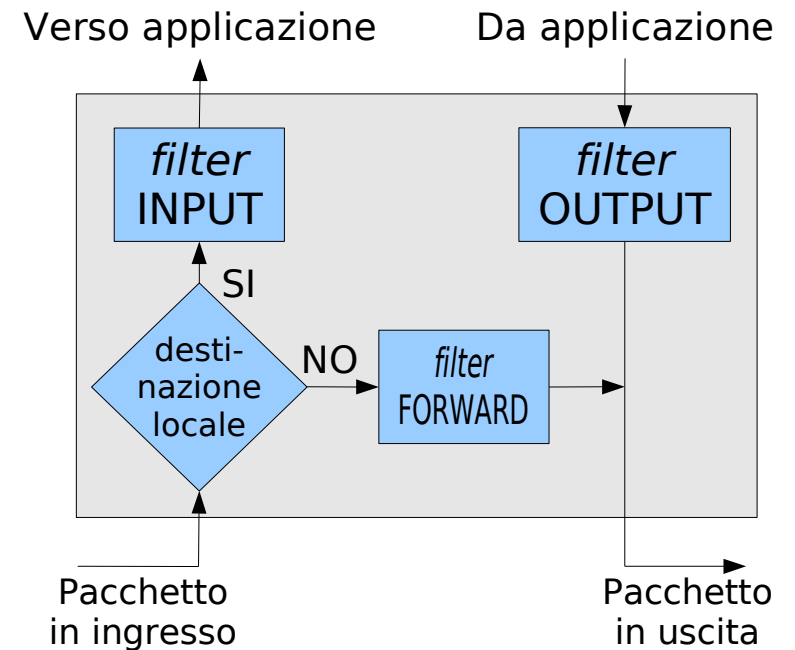 Verso applicazione
Da applicazione
filter
INPUT
filter
OUTPUT
SI
desti-
nazione
locale
NO
filter
FORWARD
Pacchetto
in ingresso
Pacchetto
in uscita